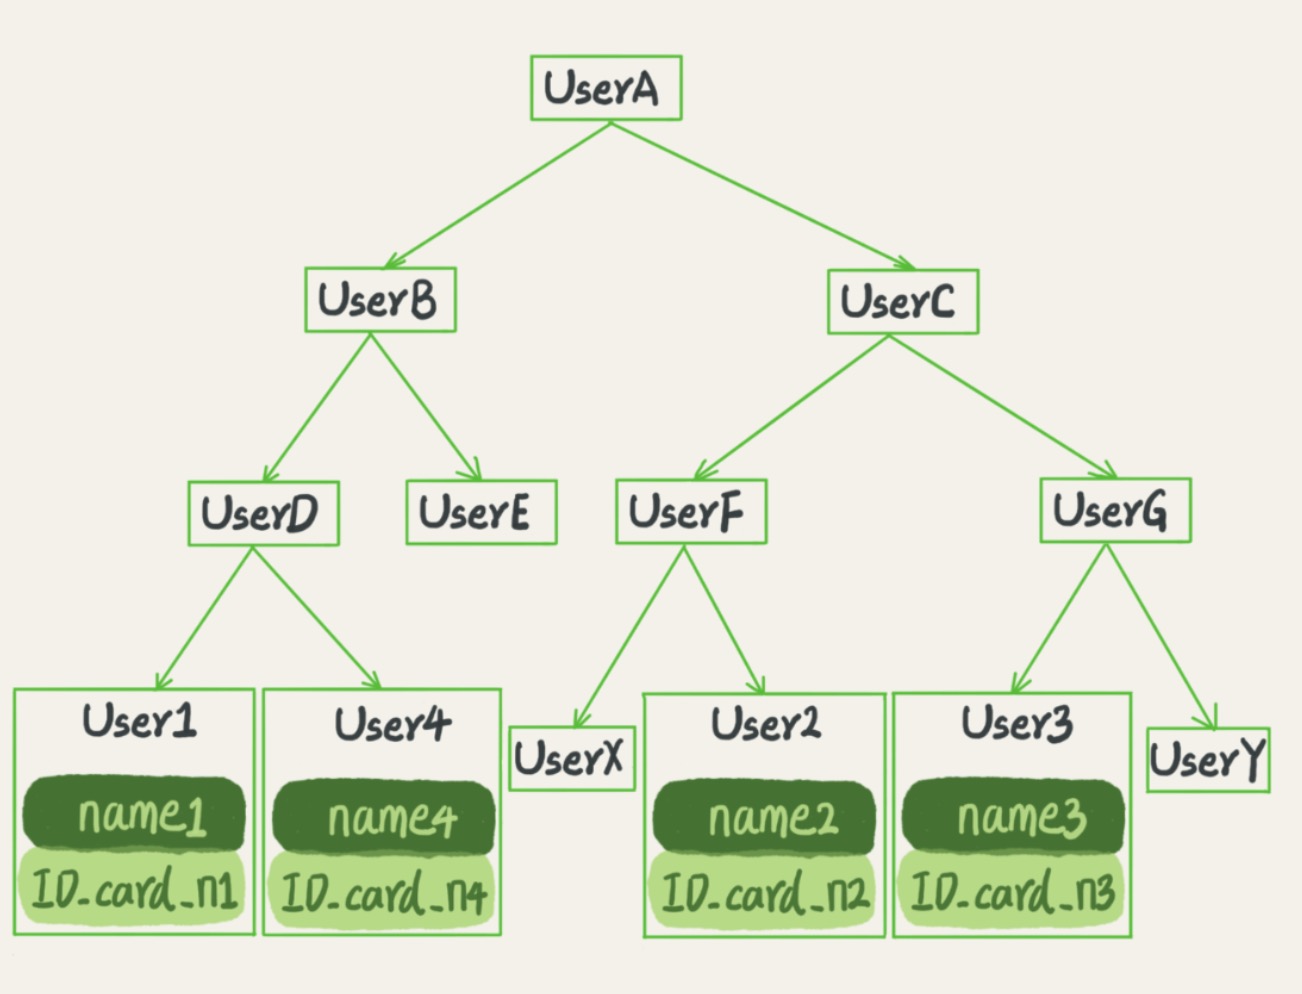 UserA
UserB
UserC
UserD
UserE
UserF
UserG
User1
name1
ID_card_n1
User4
name4
ID_card_n4
UserX
User2
name2
ID_card_n2
User3
name3
ID_card_n3
UserY